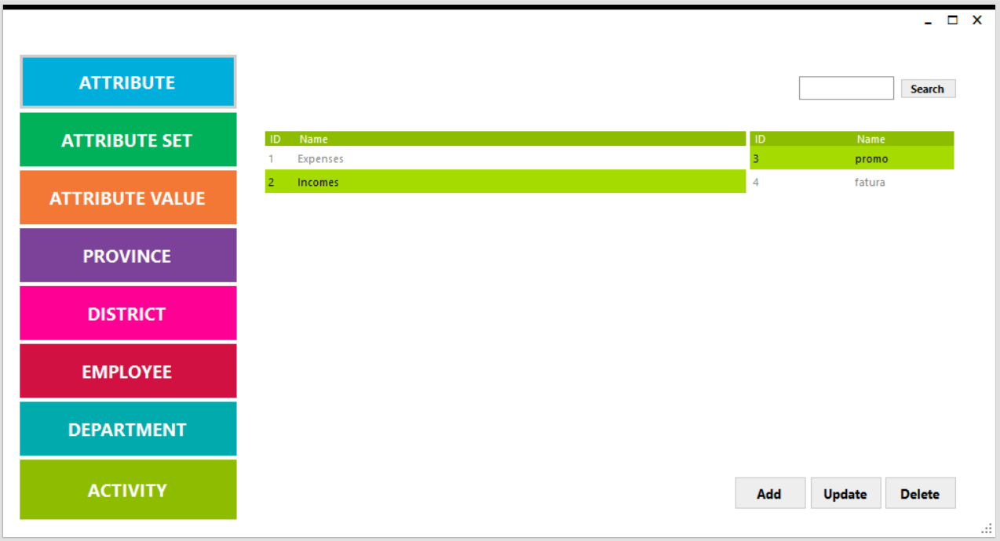 ATTRIBUTE
ATTRIBUTE SET
ATTRIBUTE VALUE
PROVINCE
DISTRICT
EMPLOYEE
DEPARTMENT
ACTIVITY
Search
ID Name
1 Expenses
2 Incomes
ID Name
3 promo
4 fatura
Add Update Delete